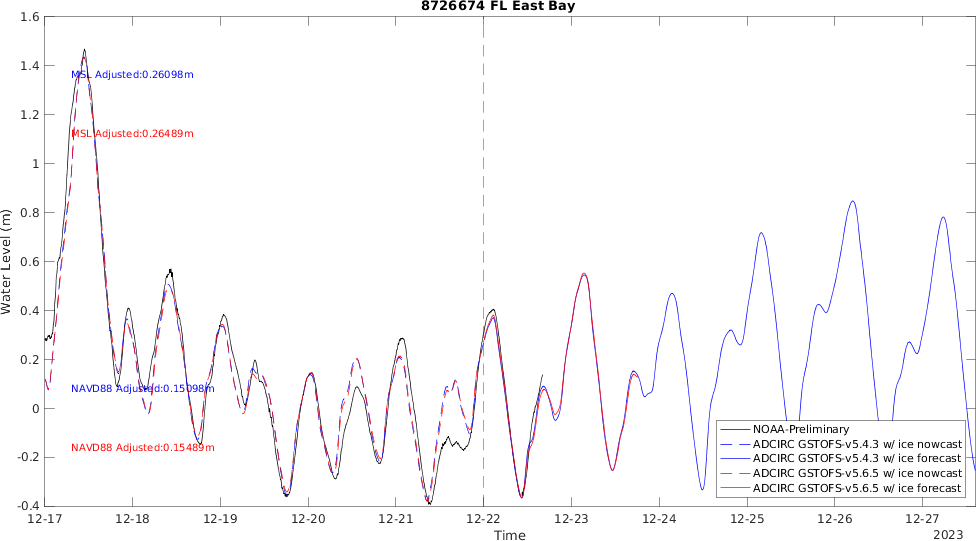 8726674 FL East Bay
1.6
1.4
1.2
1
0.8
0.6
0.4
0.2
0
-0.2
-0.4
Water Level (m)
MSL Adjusted:0.26098m
MSL Adjusted:0.26489m
NAVD88 Adjusted:0.15098m
NAVD88 Adjusted:0.15489m
NOAA-Preliminary
ADCIRC GSTOFS-v5.4.3 w/ ice nowcast
ADCIRC GSTOFS-v5.4.3 w/ ice forecast
ADCIRC GSTOFS-v5.6.5 w/ ice nowcast
ADCIRC GSTOFS-v5.6.5 w/ ice forecast
12-17 12-18 12-19 12-20 12-21 12-22 12-23 12-24 12-25 12-26 12-27
Time
2023